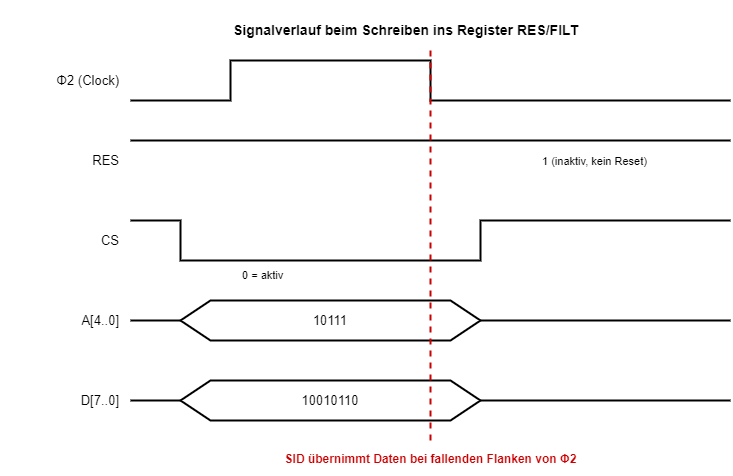 Signalverlauf beim Schreiben ins Register RES/FILT
Φ2 (Clock)
RES
1 (inaktiv, kein Reset)
CS
0 = aktiv
A[4..0]
10111
D[7..0]
10010110
SID übernimmt Daten bei fallenden Flanken von Φ2